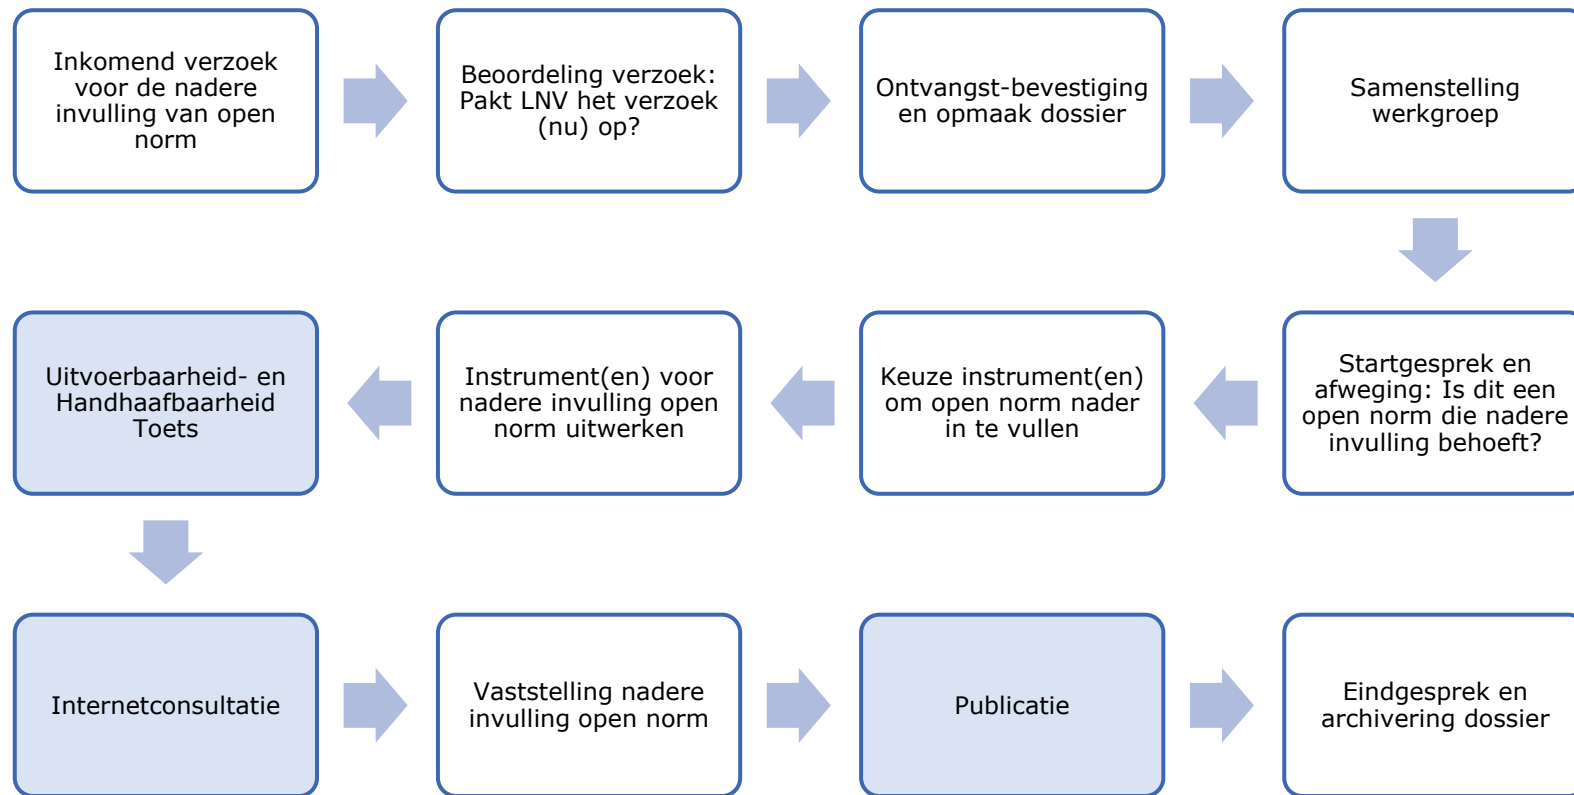 Inkomend verzoek
voor de nadere
invulling van open
norm
Beoordeling verzoek:
Pakt LNV het verzoek
(nu) op?
Ontvangst-bevestiging
en opmaak dossier
Samenstelling
werkgroep
Startgesprek en
afweging: Is dit een
open norm die nadere
invulling behoeft?
Keuze instrument(en)
om open norm nader
in te vullen
Instrument(en) voor
nadere invulling open
norm uitwerken
Uitvoerbaarheid- en
Handhaafbaarheid
Toets
Internetconsultatie
Vaststelling nadere
invulling open norm
Publicatie
Eindgesprek en
archivering dossier